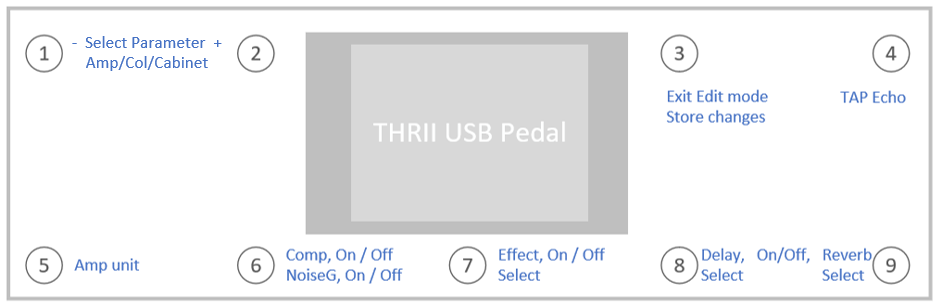 1 - Select Parameter + 2 3 4
Amp/Col/Cabinet
Exit Edit mode TAP Echo
Store changes
THRII USB Pedal
5 Amp unit
6 Comp, On / Off
NoiseG, On / Off
7 Effect, On / Off
Select
8 Delay, On/Off,
Select
Reverb 9
Select